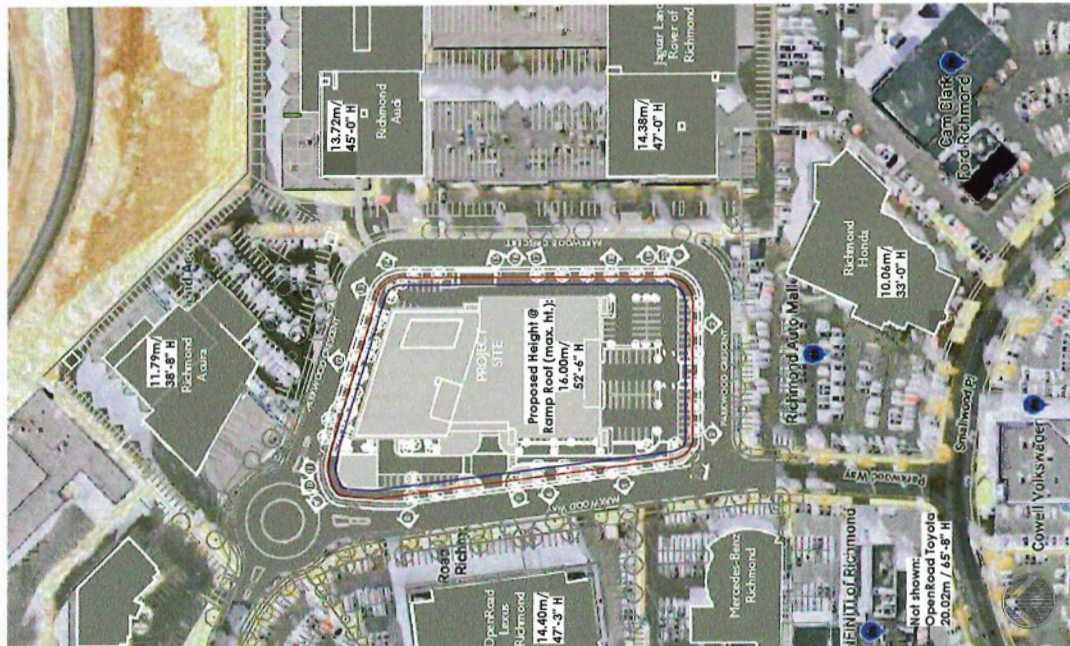 13.72m/
45'-0" H
Richmond
Audi
Jaguar Land
Rover of
Richmond
14.38m/
47'-0" H
Cam Clark
Ford Richmond
11.79m/
38'-8" H
Richmond
Acura
PARKWOOD CRESCENT
PARKWOOD CRESCENT
PROJECT
SITE
Proposed Height @
Ramp Roof (max. ht.):
16.00m/
52'-6" H
PARKWOOD CRESCENT
PARKWOOD WAY
Richmond Auto Mall
Richmond
Honda
10.06m/
33'-0" H
Smallwood Pl
Parkwood Way
Cowell Volkswagen
OpenRoad
Lexus
Richmond
14.40m/
47'-3" H
Mercedes-Benz
Richmond
INFINITI of Richmond
Not shown:
OpenRoad Toyota
20.02m / 65'-8" H